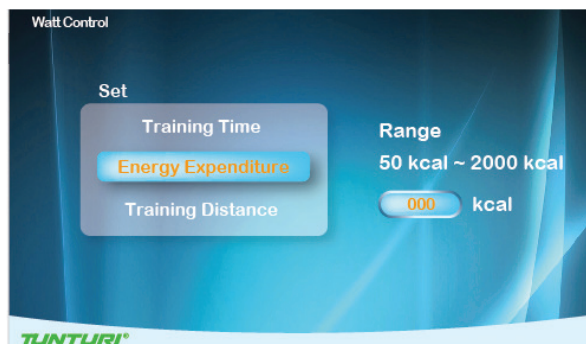 Watt Control
Set
Training Time
Energy Expenditure
Training Distance
Range
50 kcal ~ 2000 kcal
000 kcal
TUNTURI®